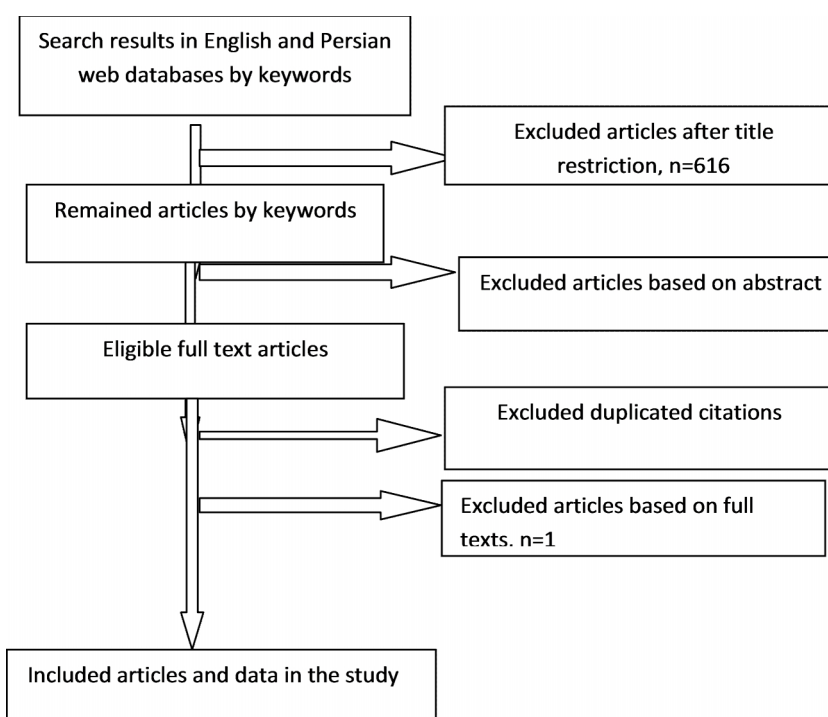 Search results in English and Persian
web databases by keywords
Excluded articles after title
restriction, n=616
Remained articles by keywords
Excluded articles based on abstract
Eligible full text articles
Excluded duplicated citations
Excluded articles based on full
texts. n=1
Included articles and data in the study